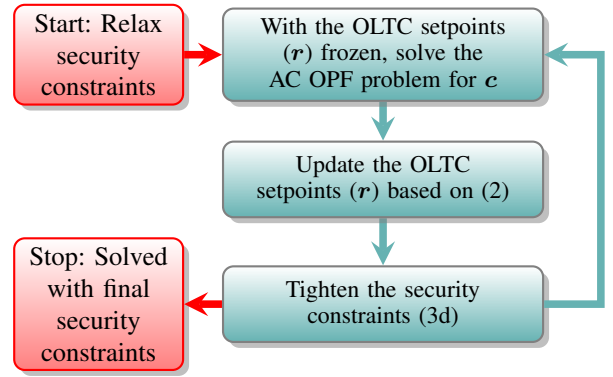 Start: Relax
security
constraints
With the OLTC setpoints
(r) frozen, solve the
AC OPF problem for c
Update the OLTC
setpoints (r) based on (2)
Tighten the security
constraints (3d)
Stop: Solved
with final
security
constraints